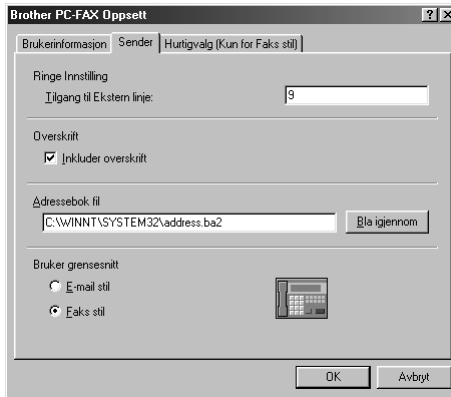 Brother PC-FAX Oppsett
Brukerinformasjon Sender Hurtigvalg (Kun for Faks stil)
Ringe Innstilling
Tilgang til Ekstern linje: 9
Overskrift
Inkluder overskrift
Adressebok fil
C:\WINNT\SYSTEM32\address.ba2 Bla igjennom
Bruker grensesnitt
E-mail stil
Faks stil
OK Avbryt